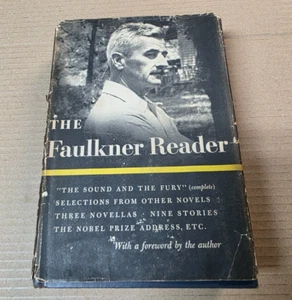 THE
Faulkner Reader
"THE SOUND AND THE FURY" (complete)
SELECTIONS FROM OTHER NOVELS
THREE NOVELLAS · NINE STORIES
THE NOBEL PRIZE ADDRESS, ETC.
With a foreword by the author